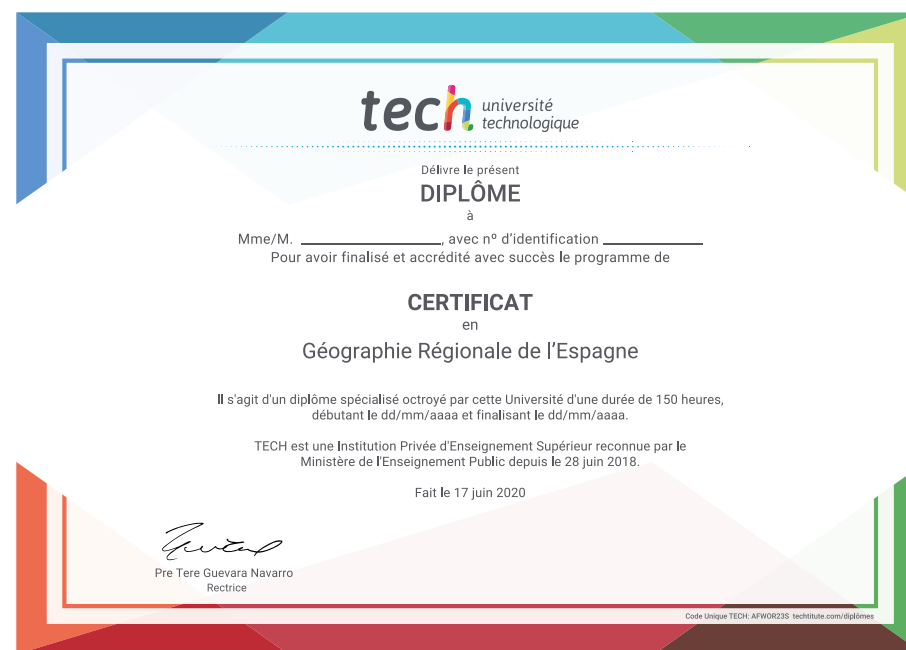 tech université
technologique
Délivre le présent
DIPLÔME
à
Mme/M. ____________________, avec nº d'identification ______________
Pour avoir finalisé et accrédité avec succès le programme de
CERTIFICAT
en
Géographie Régionale de l'Espagne
Il s'agit d'un diplôme spécialisé octroyé par cette Université d'une durée de 150 heures,
débutant le dd/mm/aaaa et finalisant le dd/mm/aaaa.
TECH est une Institution Privée d'Enseignement Supérieur reconnue par le
Ministère de l'Enseignement Public depuis le 28 juin 2018.
Fait le 17 juin 2020
Pre Tere Guevara Navarro
Rectrice
Code Unique TECH: AFWOR23S techtitute.com/diplômes